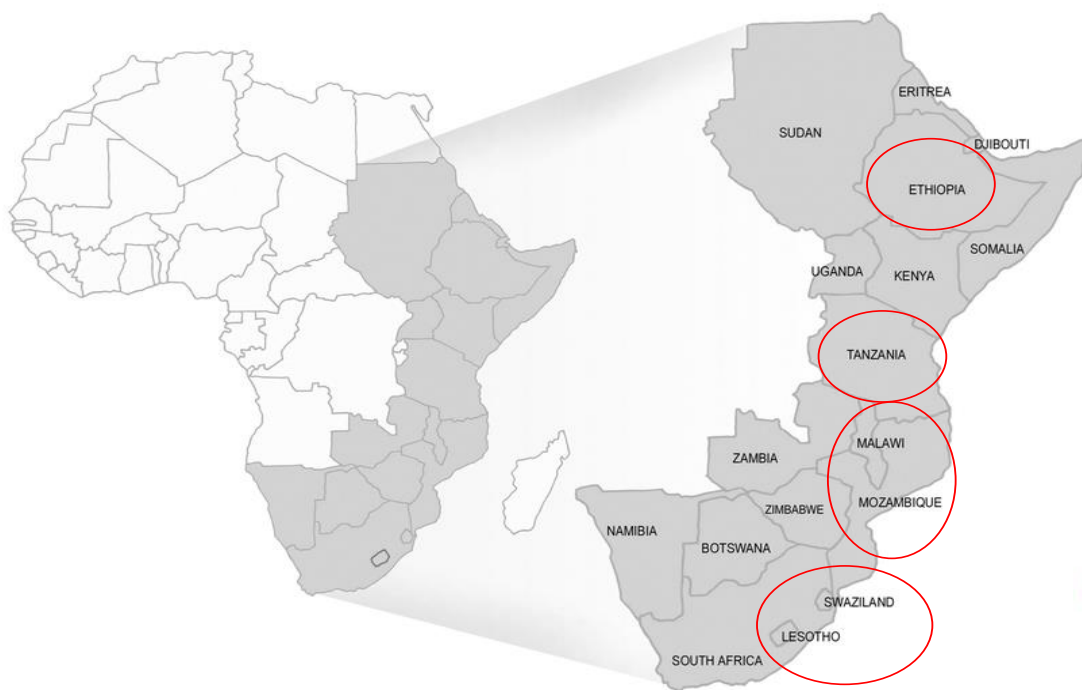 ERITREA
SUDAN
DJIBOUTI
ETHIOPIA
SOMALIA
UGANDA
KENYA
TANZANIA
MALAWI
ZAMBIA
MOZAMBIQUE
ZIMBABWE
NAMIBIA
BOTSWANA
SWAZILAND
LESOTHO
SOUTH AFRICA